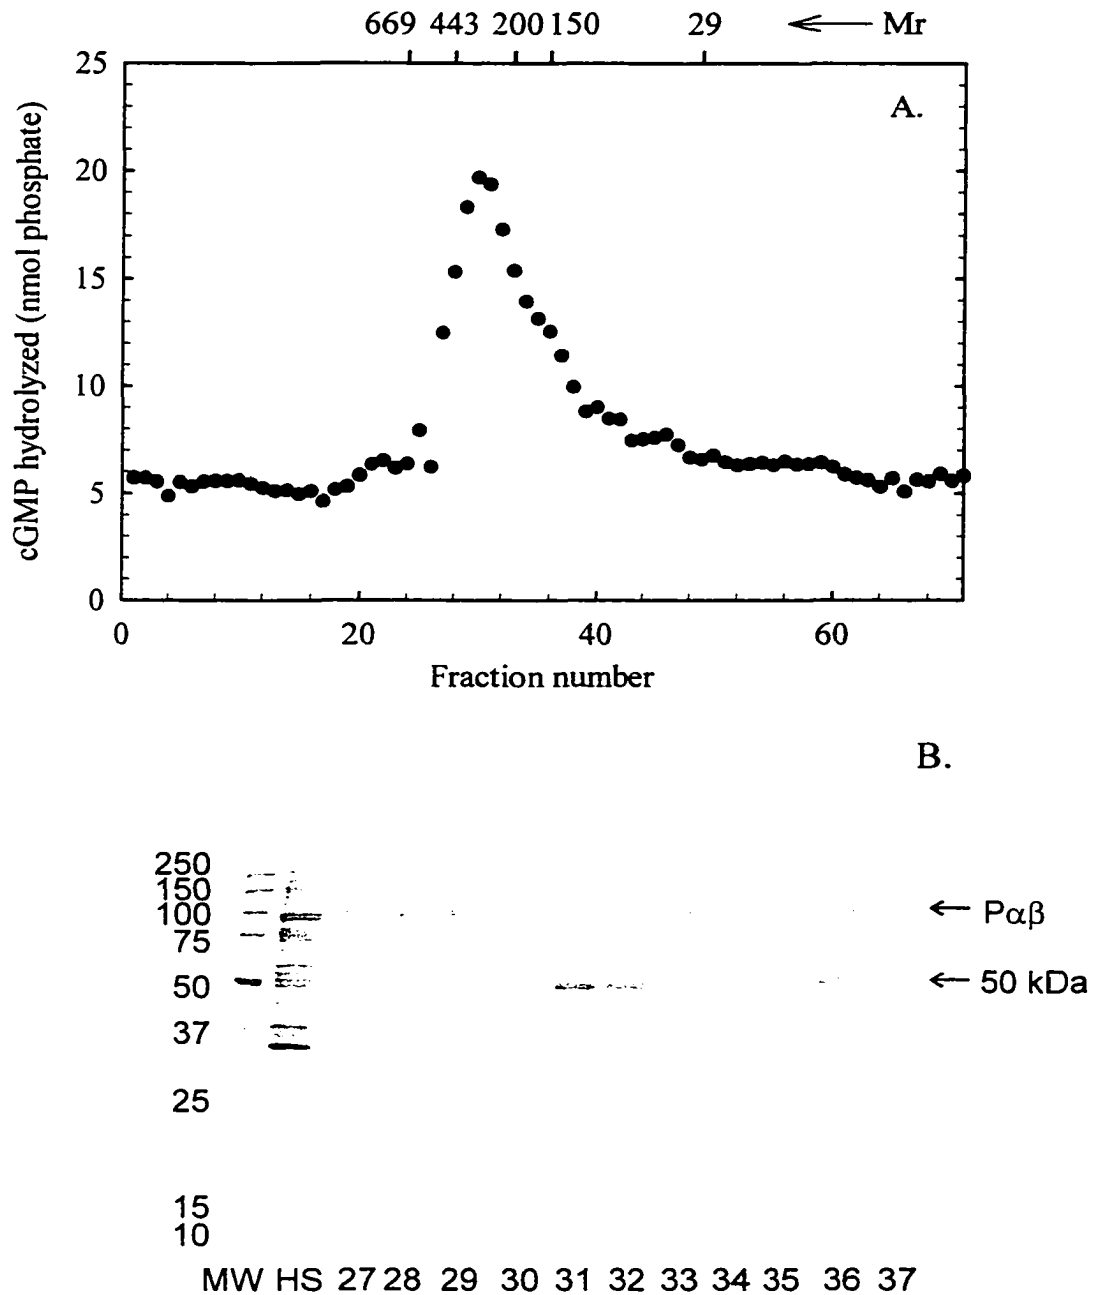 669 443 200 150 29 ← Mr
25
A.
20
15
10
5
0
cGMP hydrolyzed (nmol phosphate)
0 20 40 60
Fraction number
B.
250
150
100
75
50
37
25
15
10
← Pαβ
← 50 kDa
MW HS 27 28 29 30 31 32 33 34 35 36 37